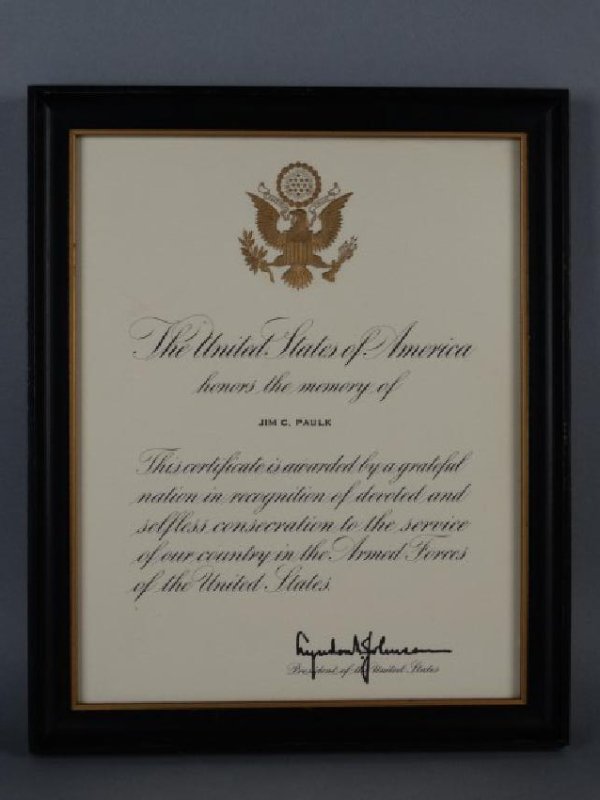 The United States of America
honors the memory of
JIM C. PAULK
This certificate is awarded by a grateful
nation in recognition of devoted and
selfless consecration to the service
of our country in the Armed Forces
of the United States.
Lyndon B. Johnson
President of the United States